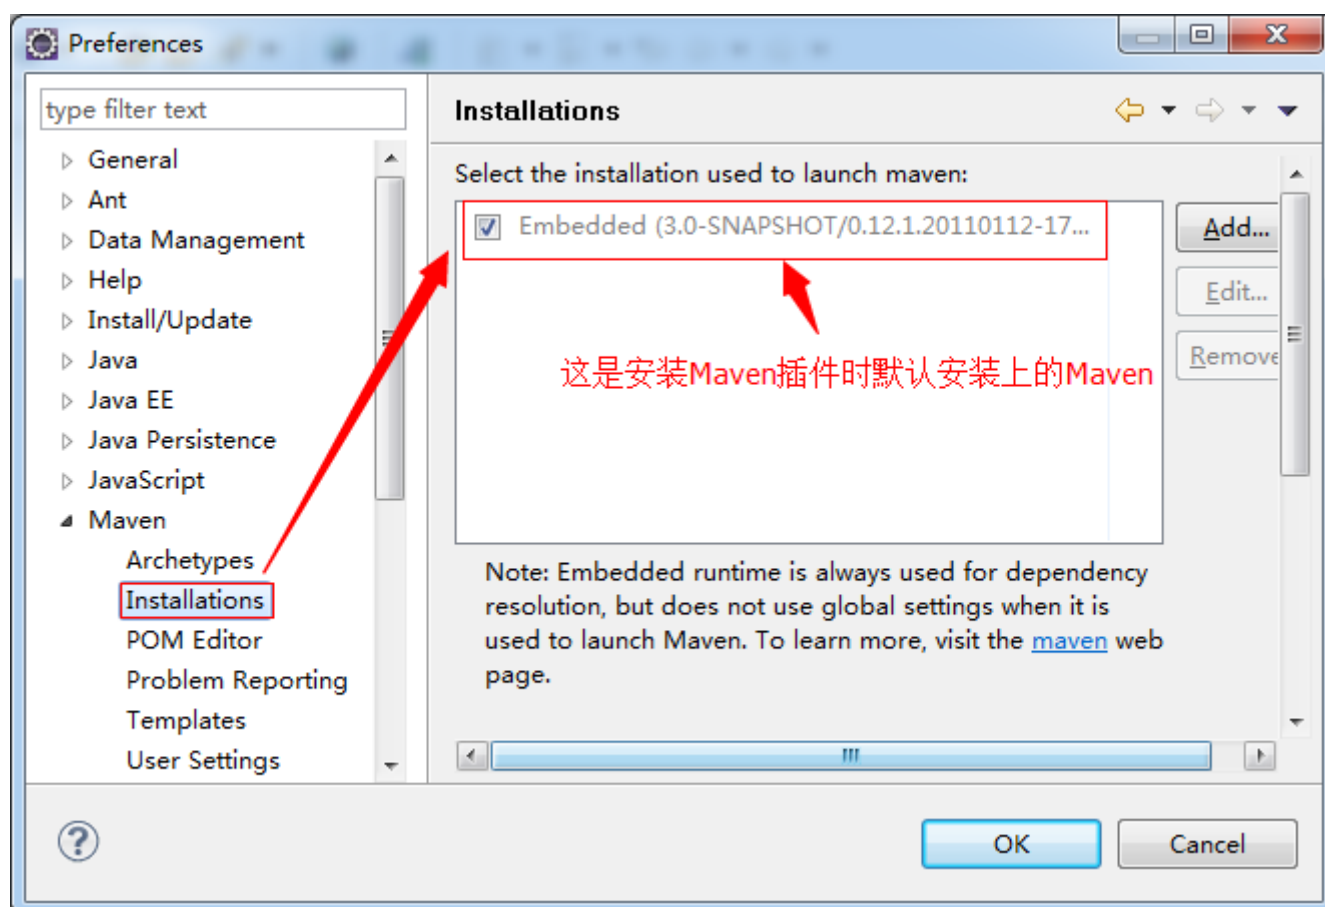 Preferences
type filter text
General
Ant
Data Management
Help
Install/Update
Java
Java EE
Java Persistence
JavaScript
Maven
Archetypes
Installations
POM Editor
Problem Reporting
Templates
User Settings
Installations
Select the installation used to launch maven:
Embedded (3.0-SNAPSHOT/0.12.1.20110112-17...
Add...
Edit...
Remove
这是安装Maven插件时默认安装上的Maven
Note: Embedded runtime is always used for dependency
resolution, but does not use global settings when it is
used to launch Maven. To learn more, visit the maven web
page.
OK
Cancel